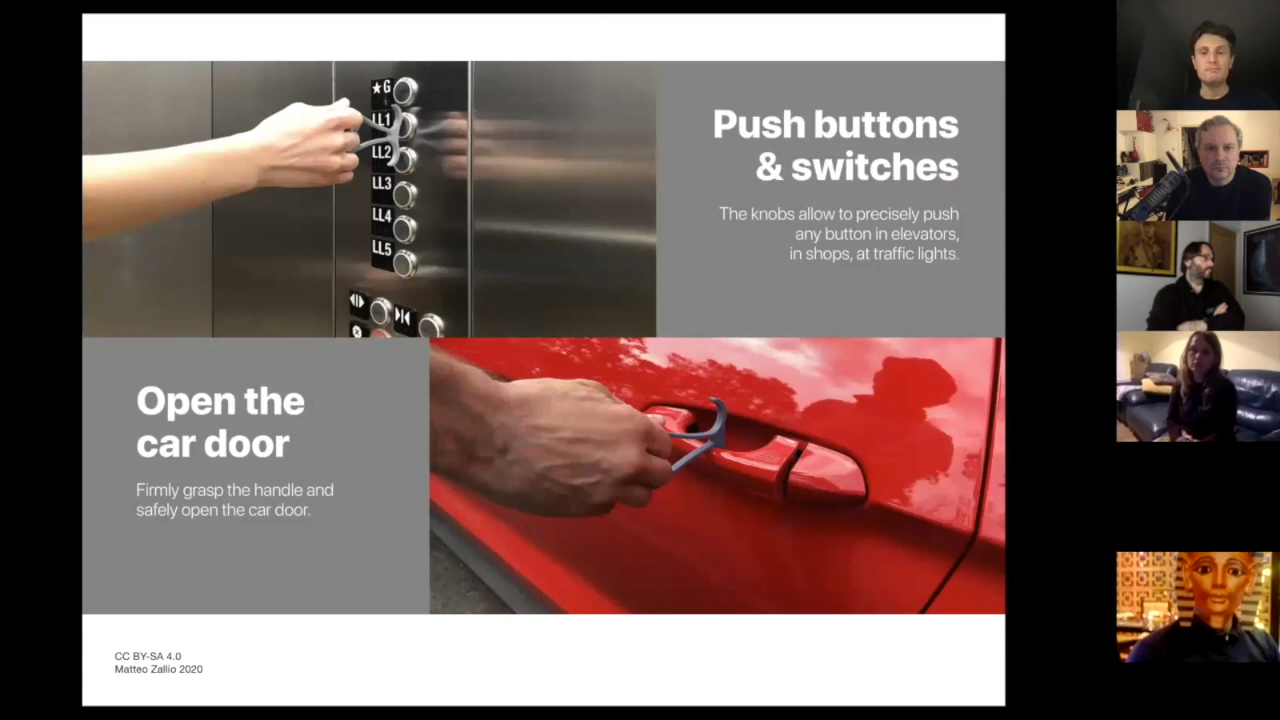 ★G
LL1
LL2
LL3
LL4
LL5
Push buttons
& switches
The knobs allow to precisely push
any button in elevators,
in shops, at traffic lights.
Open the
car door
Firmly grasp the handle and
safely open the car door.
CC BY-SA 4.0
Matteo Zallio 2020